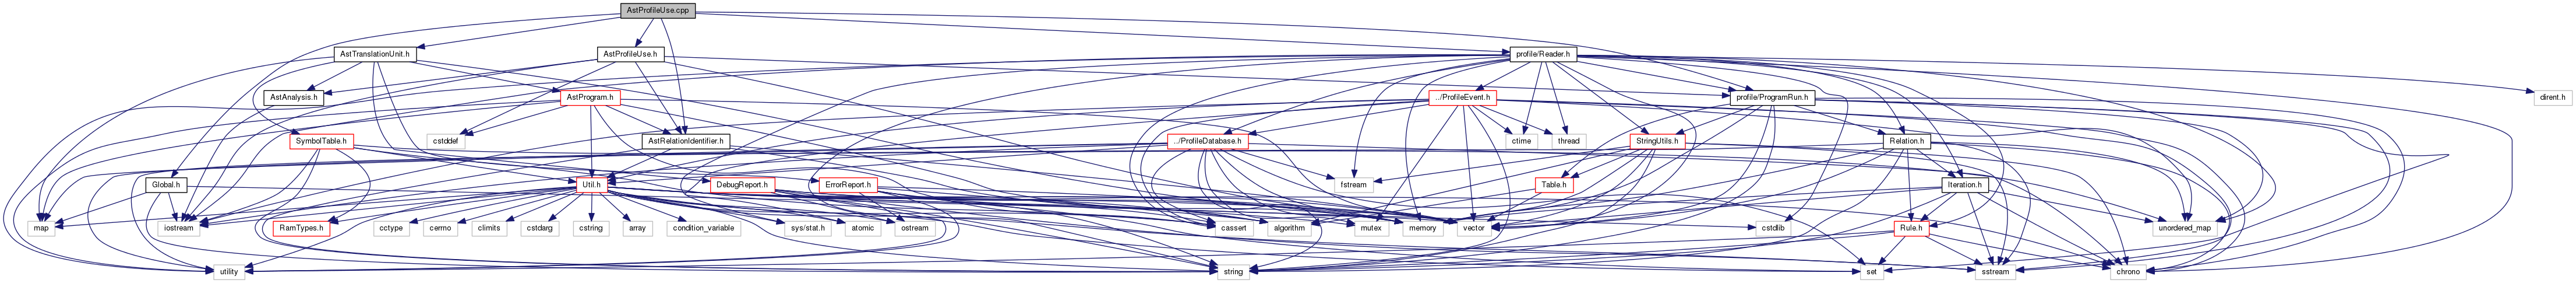 AstProfileUse.cpp
AstTranslationUnit.h
AstProfileUse.h
profile/Reader.h
AstAnalysis.h
AstProgram.h
../ProfileEvent.h
profile/ProgramRun.h
dirent.h
SymbolTable.h
cstddef
AstRelationIdentifier.h
../ProfileDatabase.h
ctime
thread
StringUtils.h
Relation.h
Global.h
Util.h
DebugReport.h
ErrorReport.h
fstream
Table.h
Iteration.h
map
iostream
RamTypes.h
cctype
cerrno
climits
cstdarg
cstring
array
condition_variable
sys/stat.h
atomic
ostream
cassert
algorithm
mutex
memory
vector
cstdlib
Rule.h
unordered_map
utility
string
set
sstream
chrono